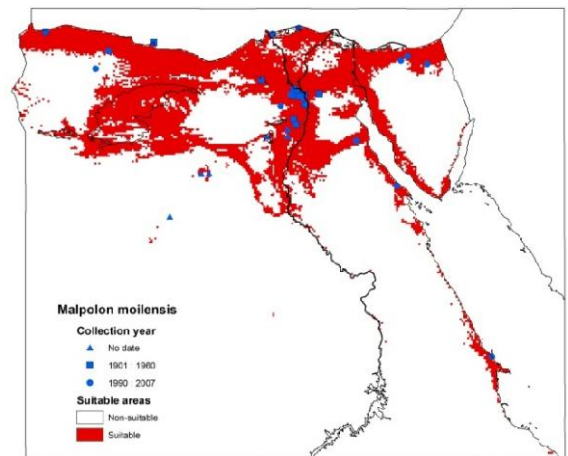 Malpolon moilensis
Collection year
No date
1901 1960
1990 2007
Suitable areas
Non-suitable
Suitable